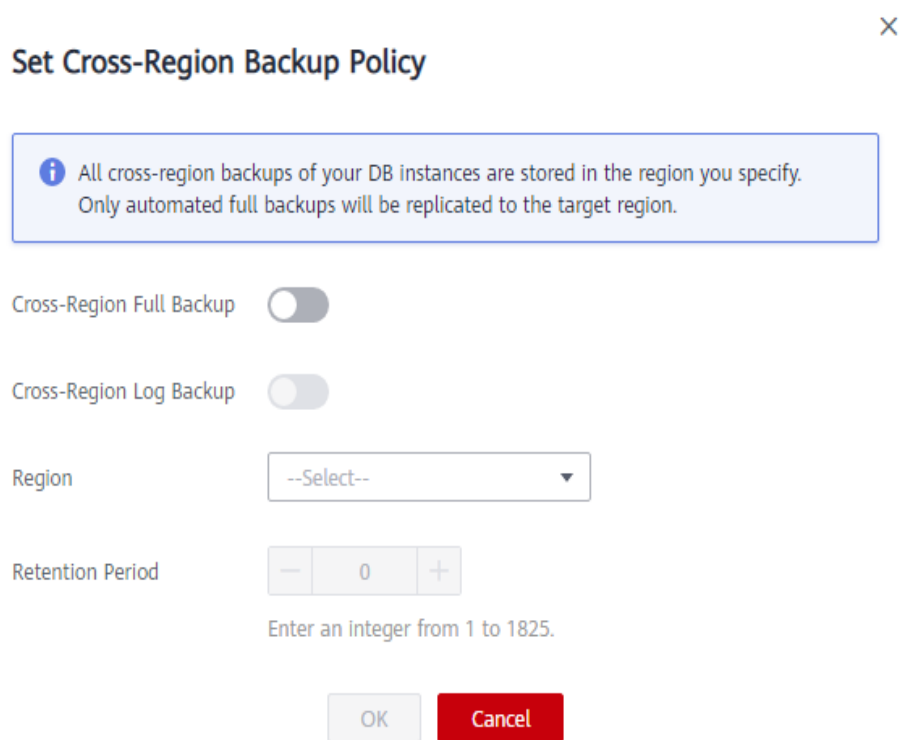 Set Cross-Region Backup Policy
All cross-region backups of your DB instances are stored in the region you specify.
Only automated full backups will be replicated to the target region.
Cross-Region Full Backup
Cross-Region Log Backup
Region
--Select--
Retention Period
0
Enter an integer from 1 to 1825.
OK
Cancel